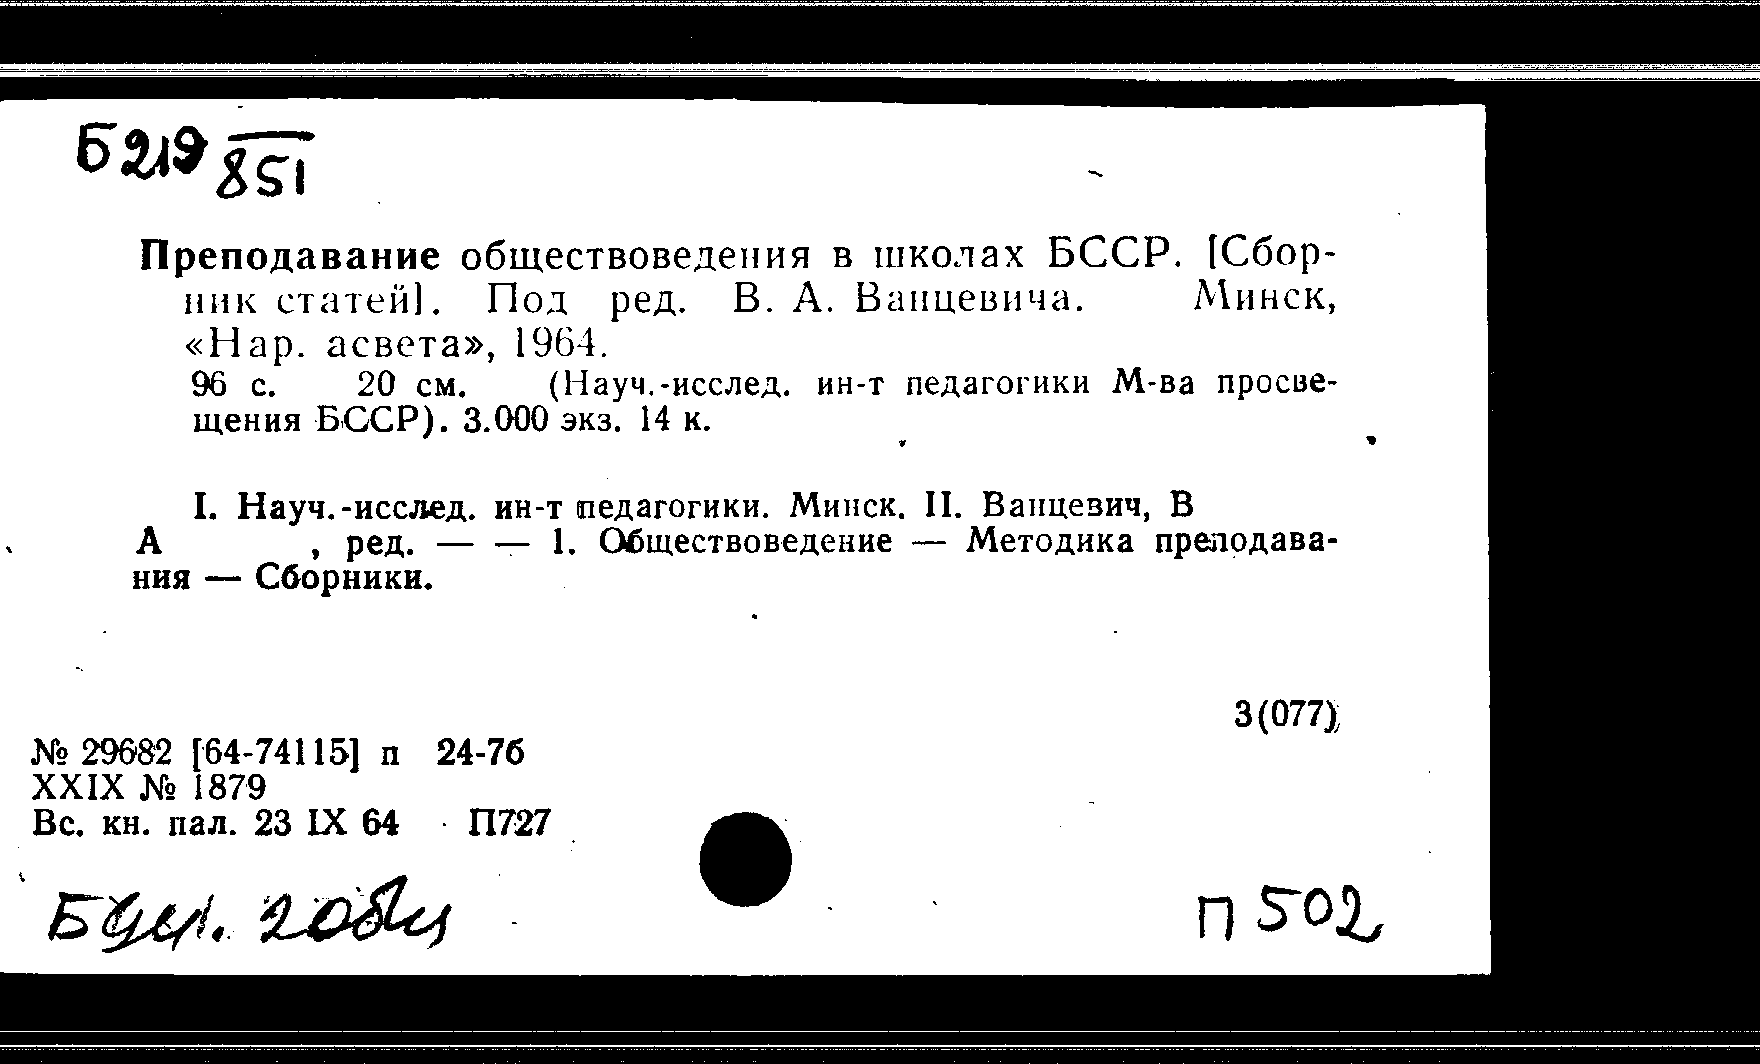 Б 219
851
Преподавание обществоведения в школах БССР. [Сбор-
ник статей]. Под ред. В. А. Ванцевича. Минск,
«Нар. асвета», 1964.
96 с. 20 см. (Науч.-исслед. ин-т педагогики М-ва просве-
щения БССР). 3.000 экз. 14 к.
I. Науч.-исслед. ин-т педагогики. Минск. II. Ванцевич, В
А , ред. — — 1. Обществоведение — Методика преподава-
ния — Сборники.
3(077)
№ 29682 [64-74115] п 24-7б
XXIX № 1879
Вс. кн. пал. 23 IX 64 П727
П 502